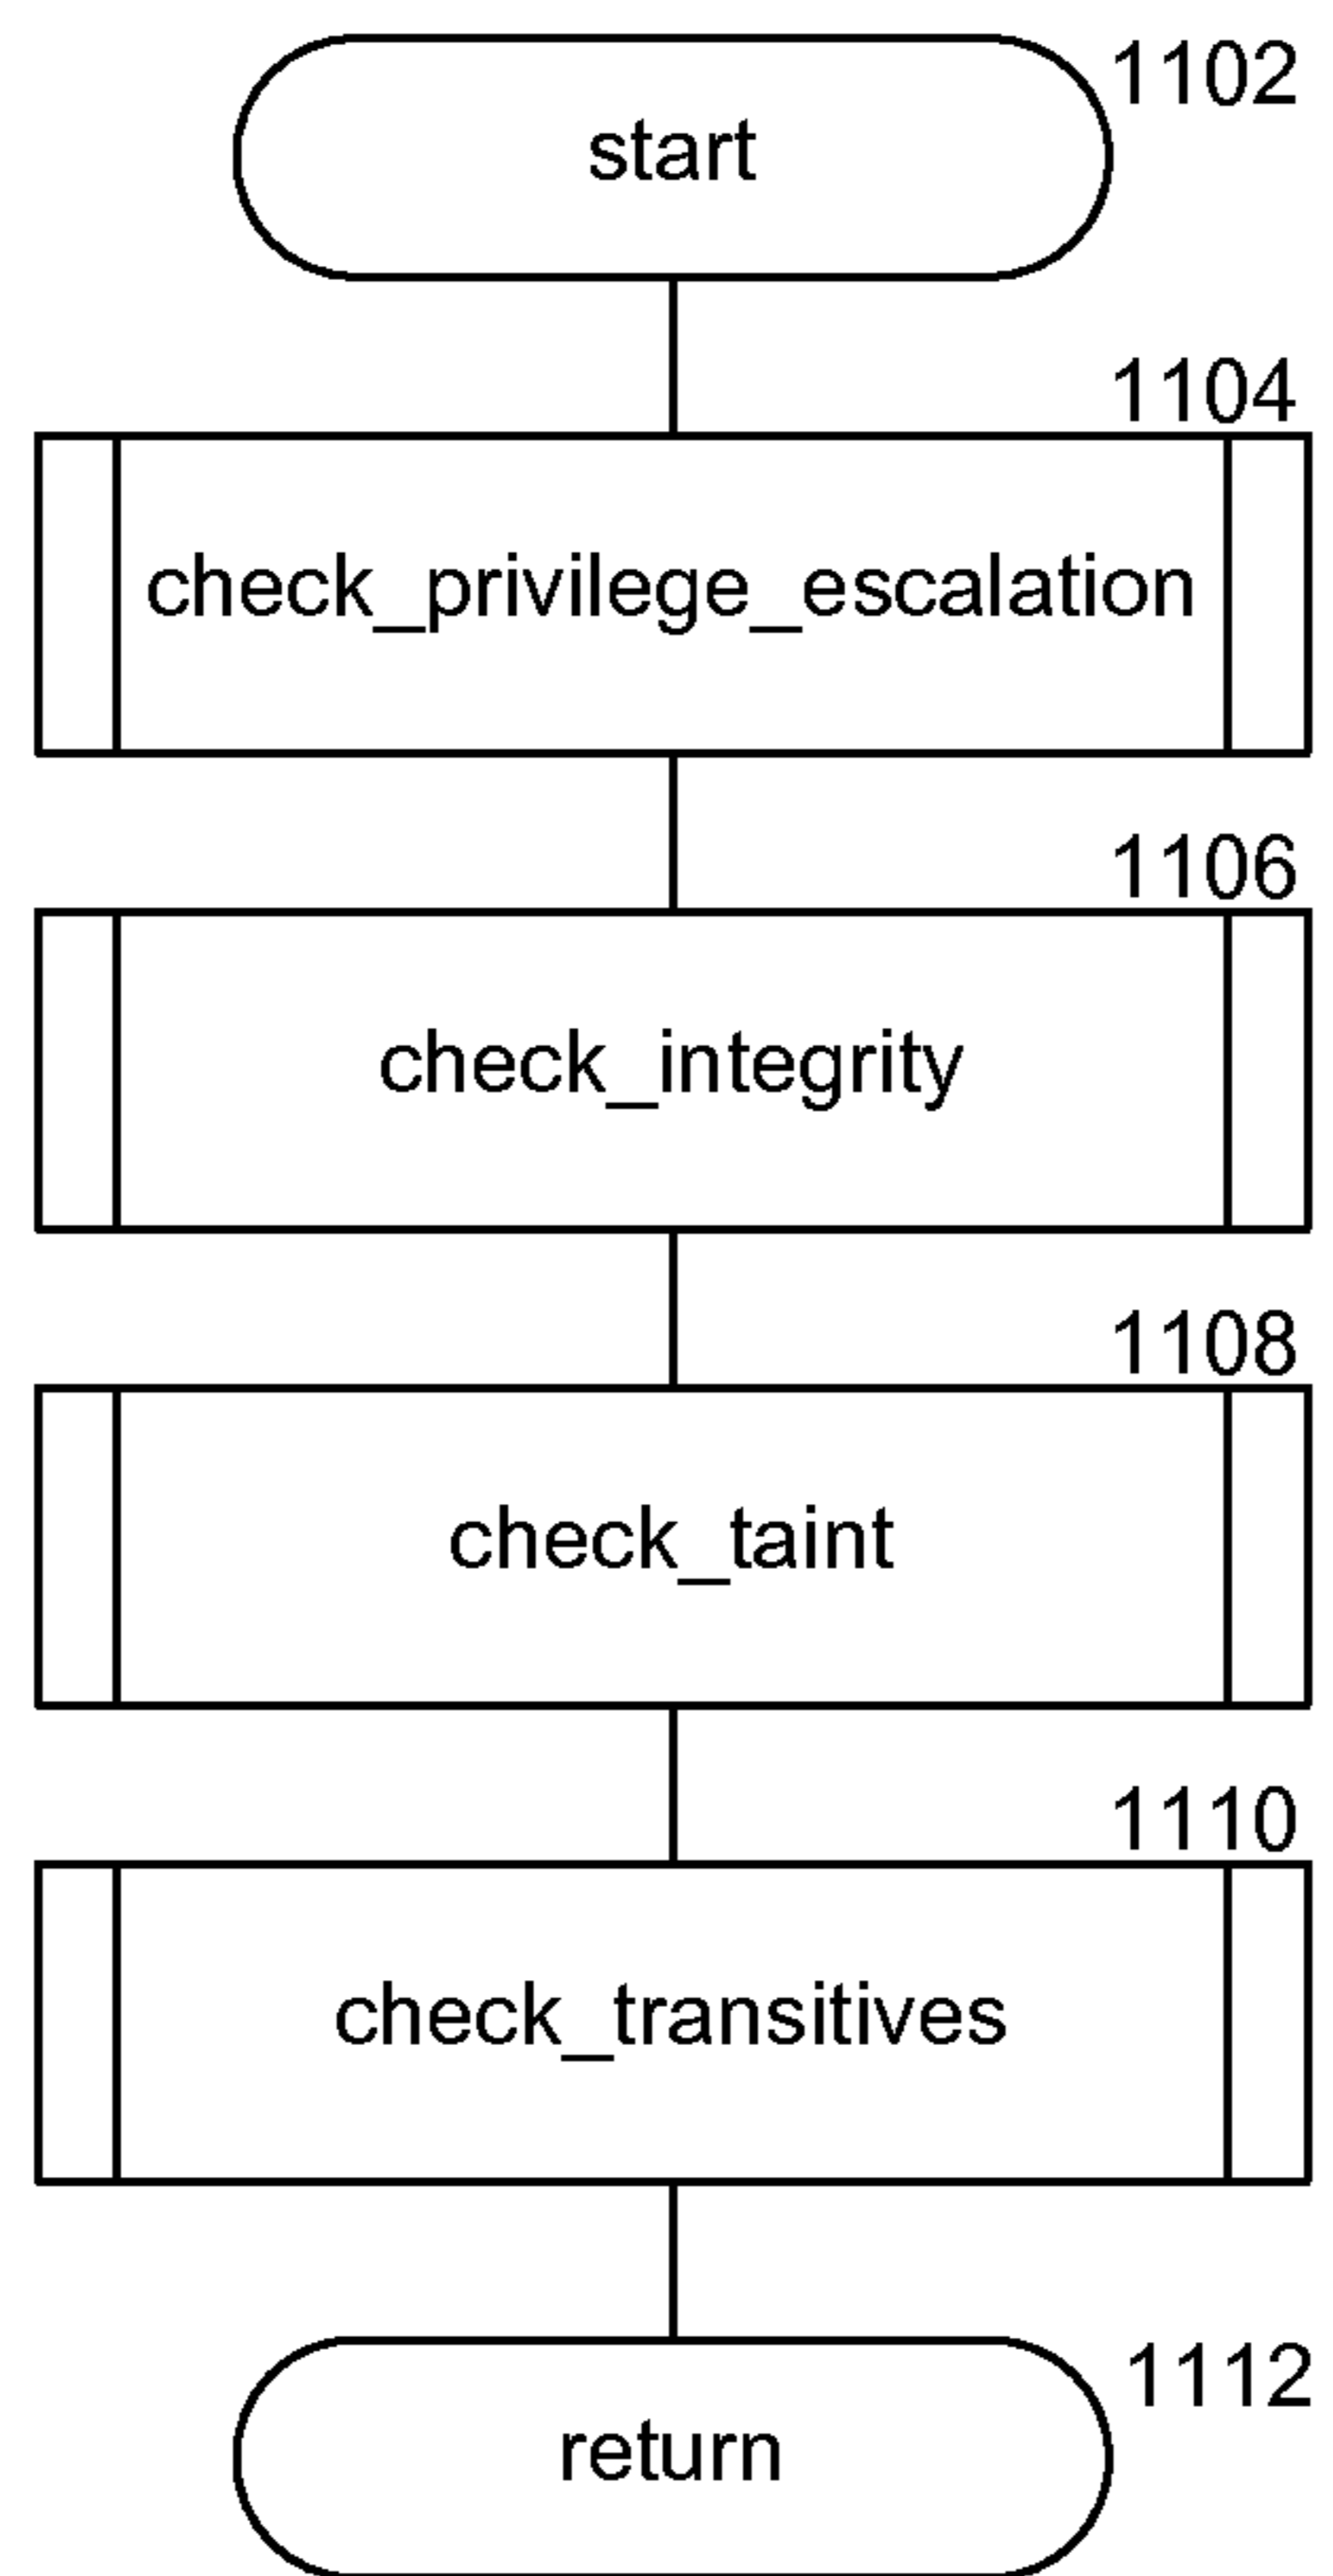 1102
start
1104
check_privilege_escalation
1106
check_integrity
1108
check_taint
1110
check_transitives
1112
return